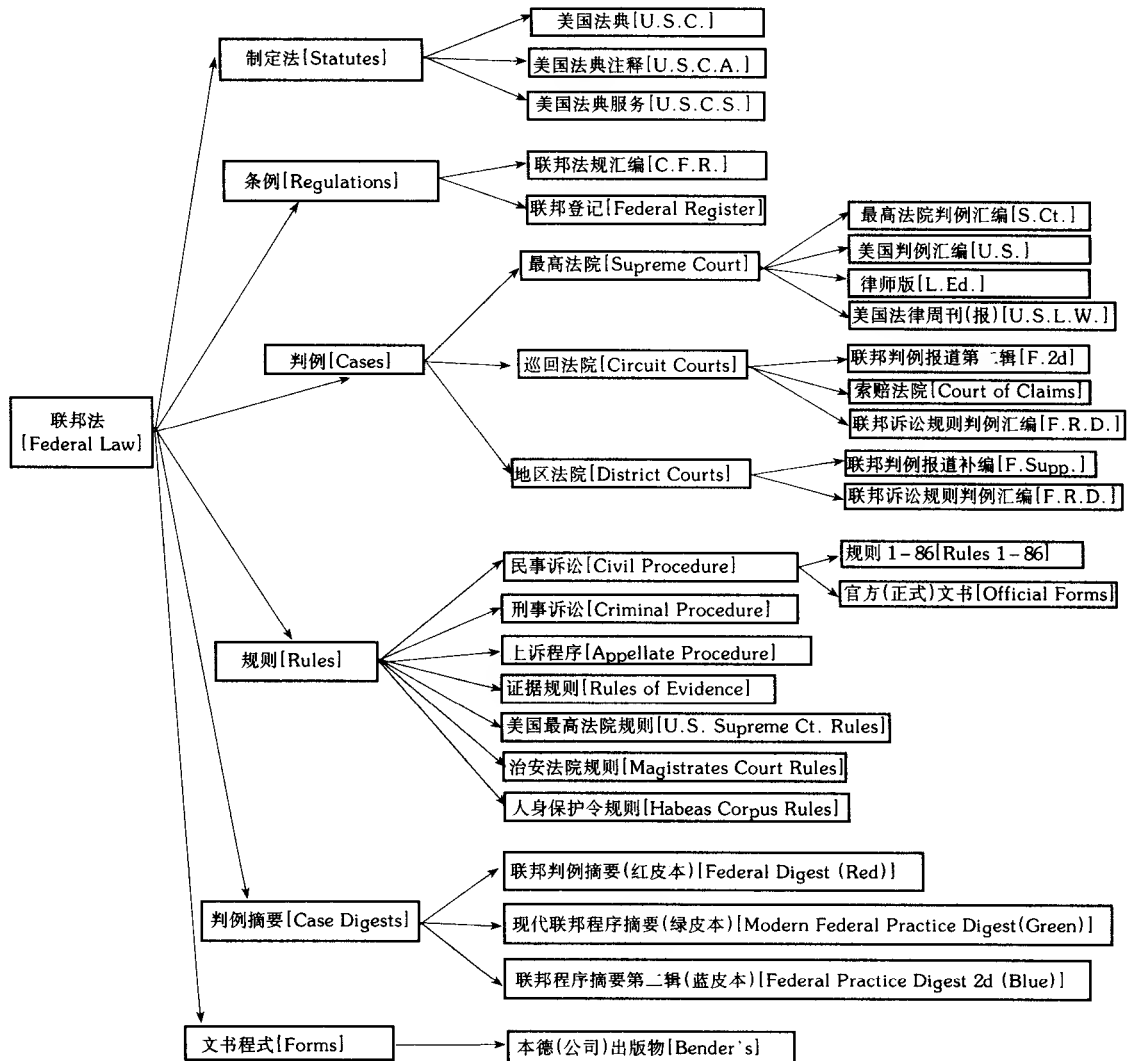 联邦法
[Federal Law]
制定法[Statutes]
美国法典[U.S.C.]
美国法典注释[U.S.C.A.]
美国法典服务[U.S.C.S.]
条例[Regulations]
联邦法规汇编[C.F.R.]
联邦登记[Federal Register]
判例[Cases]
最高法院[Supreme Court]
最高法院判例汇编[S.Ct.]
美国判例汇编[U.S.]
律师版[L.Ed.]
美国法律周刊(报)[U.S.L.W.]
巡回法院[Circuit Courts]
联邦判例报道第二辑[F.2d]
索赔法院[Court of Claims]
联邦诉讼规则判例汇编[F.R.D.]
地区法院[District Courts]
联邦判例报道补编[F.Supp.]
联邦诉讼规则判例汇编[F.R.D.]
规则[Rules]
民事诉讼[Civil Procedure]
规则 1-86[Rules 1-86]
官方(正式)文书[Official Forms]
刑事诉讼[Criminal Procedure]
上诉程序[Appellate Procedure]
证据规则[Rules of Evidence]
美国最高法院规则[U.S. Supreme Ct. Rules]
治安法院规则[Magistrates Court Rules]
人身保护令规则[Habeas Corpus Rules]
判例摘要[Case Digests]
联邦判例摘要(红皮本)[Federal Digest (Red)]
现代联邦程序摘要(绿皮本)[Modern Federal Practice Digest(Green)]
联邦程序摘要第二辑(蓝皮本)[Federal Practice Digest 2d (Blue)]
文书程式[Forms]
本德(公司)出版物[Bender's]